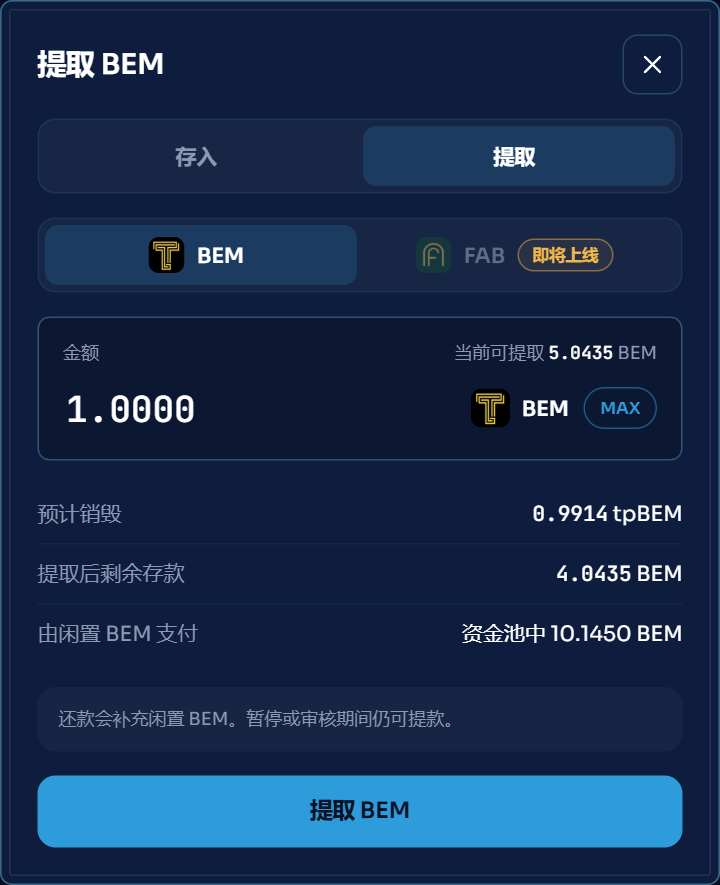 提取 BEM
存入 提取
BEM FAB 即将上线
金额 当前可提取 5.0435 BEM
1.0000 BEM MAX
预计销毁 0.9914 tpBEM
提取后剩余存款 4.0435 BEM
由闲置 BEM 支付 资金池中 10.1450 BEM
还款会补充闲置 BEM。暂停或审核期间仍可提款。
提取 BEM